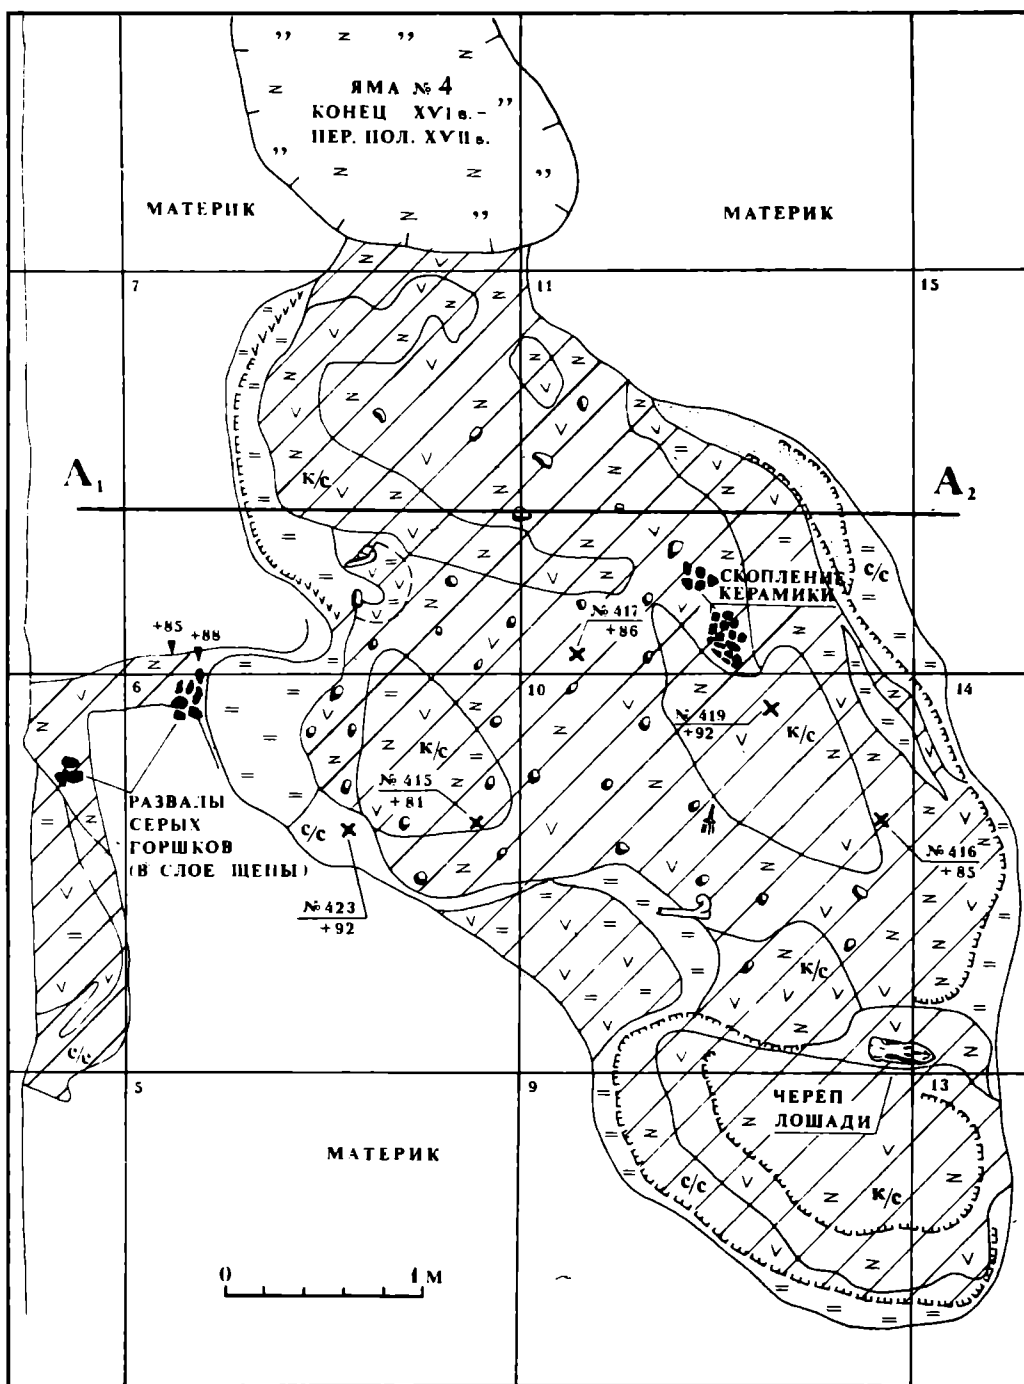 ЯМА № 4
КОНЕЦ XVI в. -
ПЕР. ПОЛ. XVII в.
МАТЕРИК
МАТЕРИК
7
11
15
К/С
А₁
А₂
С/С
СКОПЛЕНИЕ
КЕРАМИКИ
№ 417
+86
+85
+88
6
10
14
№ 419
+92
К/С
К/С
№ 415
+81
РАЗВАЛЫ
СЕРЫХ
ГОРШКОВ
(В СЛОЕ ЩЕПЫ)
С/С
№ 416
+85
№ 423
+92
К/С
С/С
5
9
13
ЧЕРЕП
ЛОШАДИ
МАТЕРИК
С/С
К/С
0 1 М